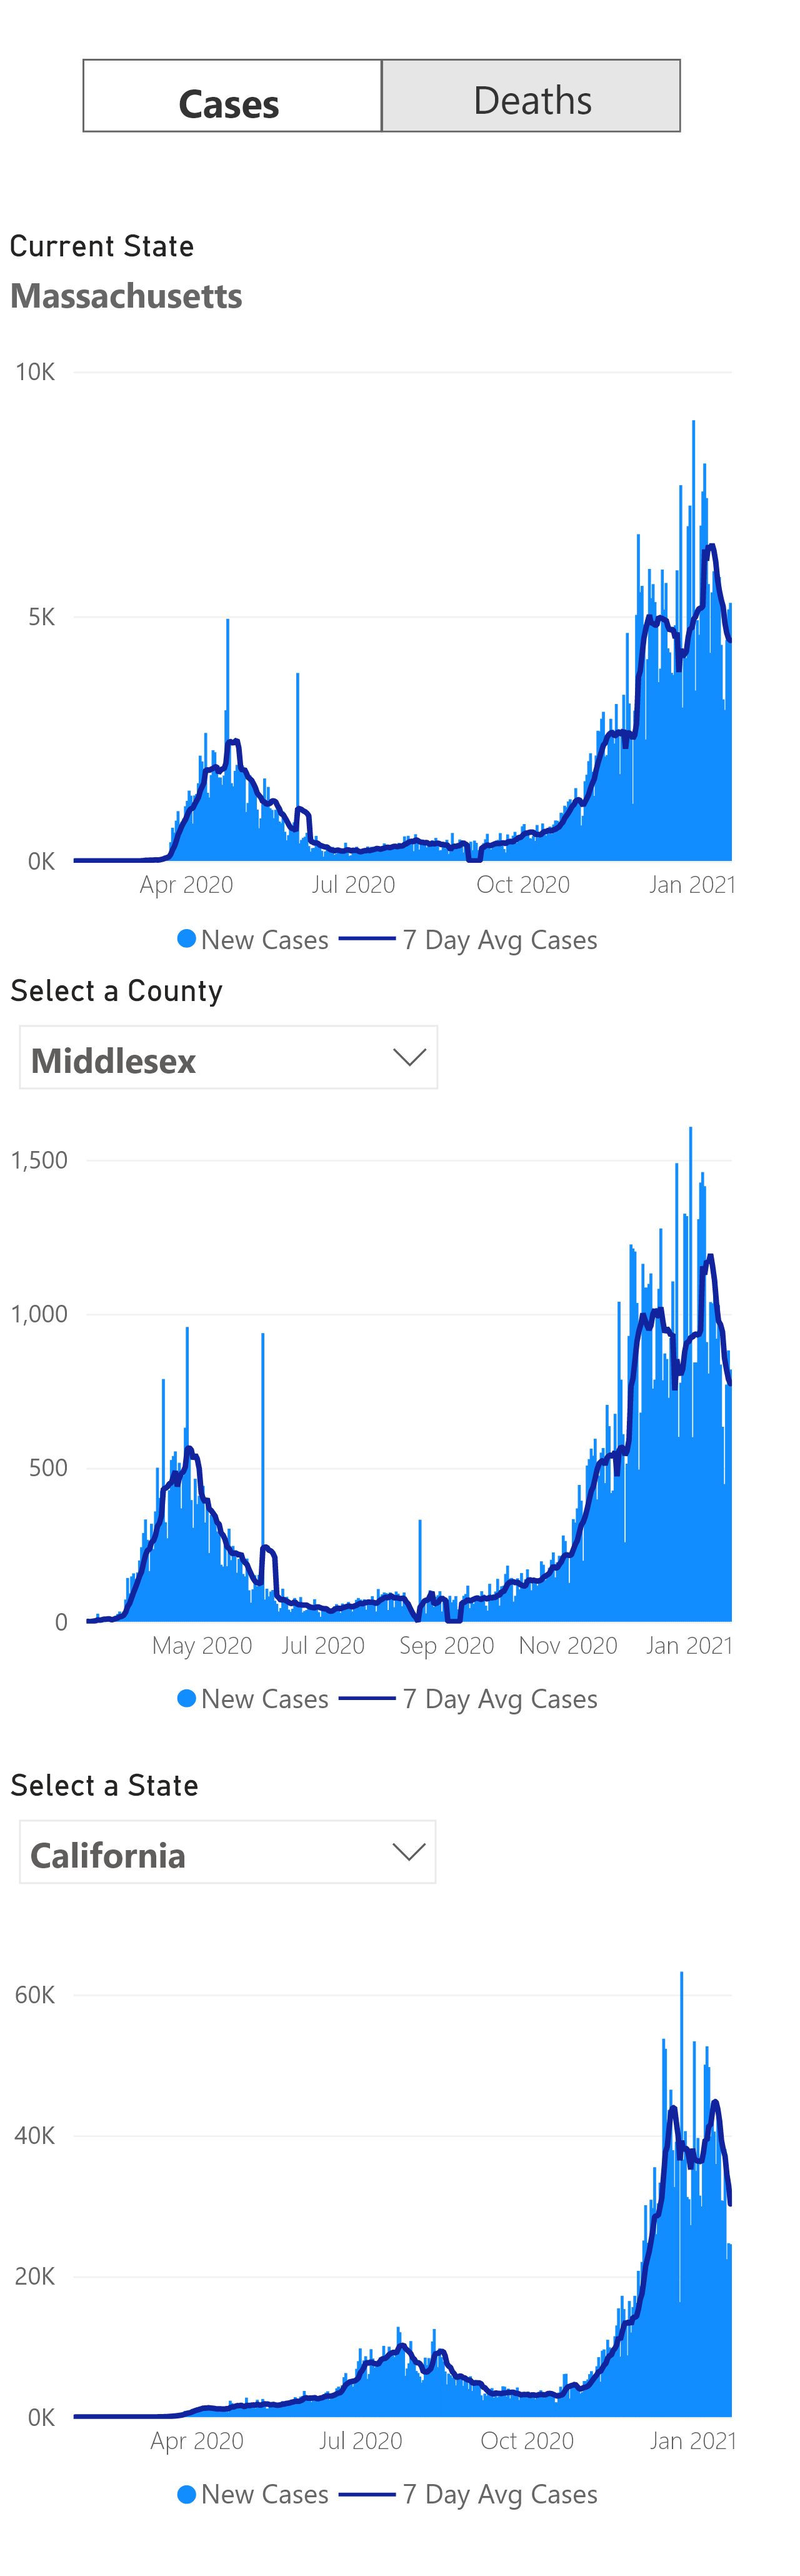 Cases Deaths
Current State
Massachusetts
10K
5K
0K
Apr 2020 Jul 2020 Oct 2020 Jan 2021
New Cases 7 Day Avg Cases
Select a County
Middlesex
1,500
1,000
500
0
May 2020 Jul 2020 Sep 2020 Nov 2020 Jan 2021
New Cases 7 Day Avg Cases
Select a State
California
60K
40K
20K
0K
Apr 2020 Jul 2020 Oct 2020 Jan 2021
New Cases 7 Day Avg Cases